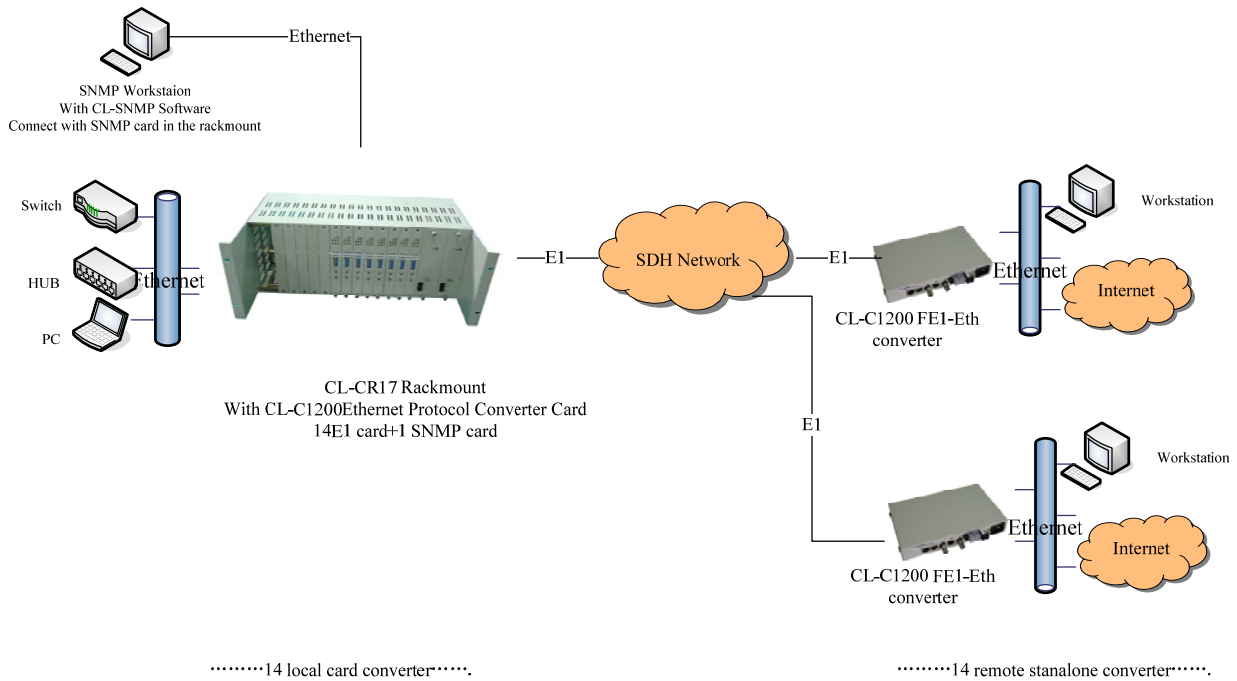 Ethernet
SNMP Workstaion
With CL-SNMP Software
Connect with SNMP card in the rackmount
Switch
HUB
PC
Ethernet
E1
SDH Network
E1
Ethernet
Workstation
Internet
CL-C1200 FE1-Eth
converter
CL-CR17 Rackmount
With CL-C1200Ethernet Protocol Converter Card
14E1 card+1 SNMP card
E1
Workstation
Ethernet
Internet
CL-C1200 FE1-Eth
converter
………14 local card converter…….
………14 remote stanalone converter…….